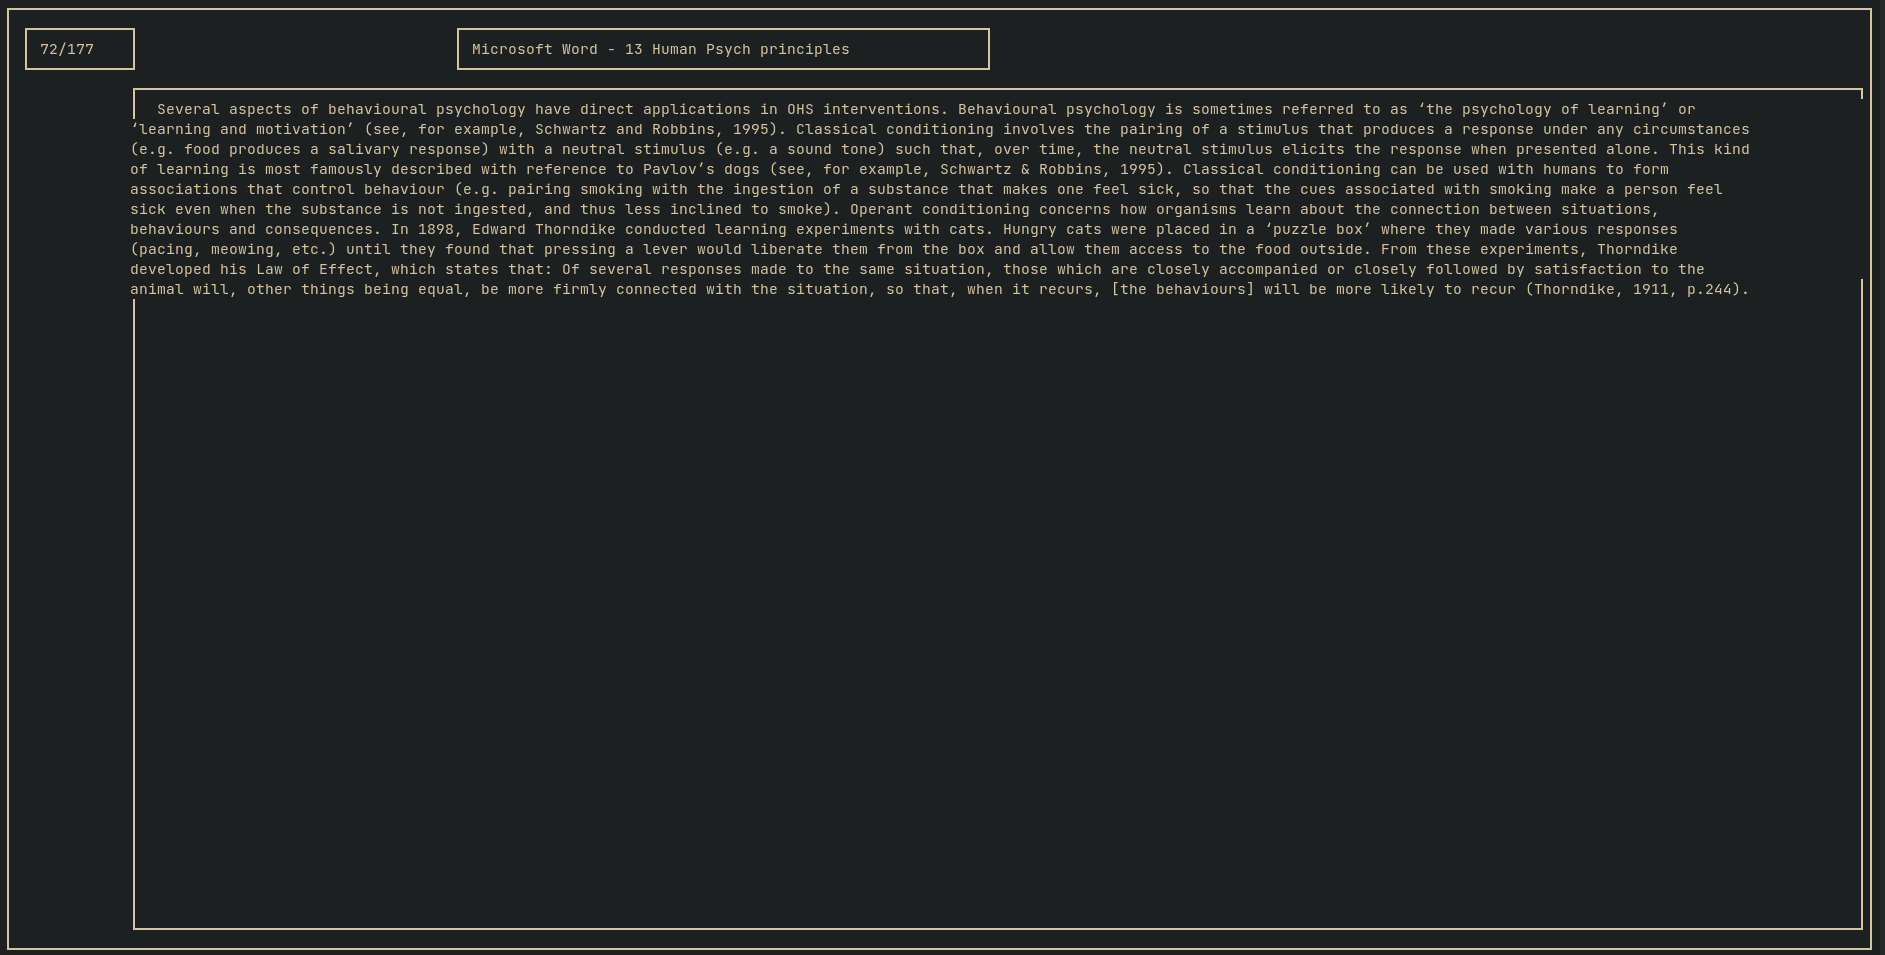 72/177
Microsoft Word - 13 Human Psych principles
Several aspects of behavioural psychology have direct applications in OHS interventions. Behavioural psychology is sometimes referred to as ‘the psychology of learning’ or
‘learning and motivation’ (see, for example, Schwartz and Robbins, 1995). Classical conditioning involves the pairing of a stimulus that produces a response under any circumstances
(e.g. food produces a salivary response) with a neutral stimulus (e.g. a sound tone) such that, over time, the neutral stimulus elicits the response when presented alone. This kind
of learning is most famously described with reference to Pavlov’s dogs (see, for example, Schwartz & Robbins, 1995). Classical conditioning can be used with humans to form
associations that control behaviour (e.g. pairing smoking with the ingestion of a substance that makes one feel sick, so that the cues associated with smoking make a person feel
sick even when the substance is not ingested, and thus less inclined to smoke). Operant conditioning concerns how organisms learn about the connection between situations,
behaviours and consequences. In 1898, Edward Thorndike conducted learning experiments with cats. Hungry cats were placed in a ‘puzzle box’ where they made various responses
(pacing, meowing, etc.) until they found that pressing a lever would liberate them from the box and allow them access to the food outside. From these experiments, Thorndike
developed his Law of Effect, which states that: Of several responses made to the same situation, those which are closely accompanied or closely followed by satisfaction to the
animal will, other things being equal, be more firmly connected with the situation, so that, when it recurs, [the behaviours] will be more likely to recur (Thorndike, 1911, p.244).